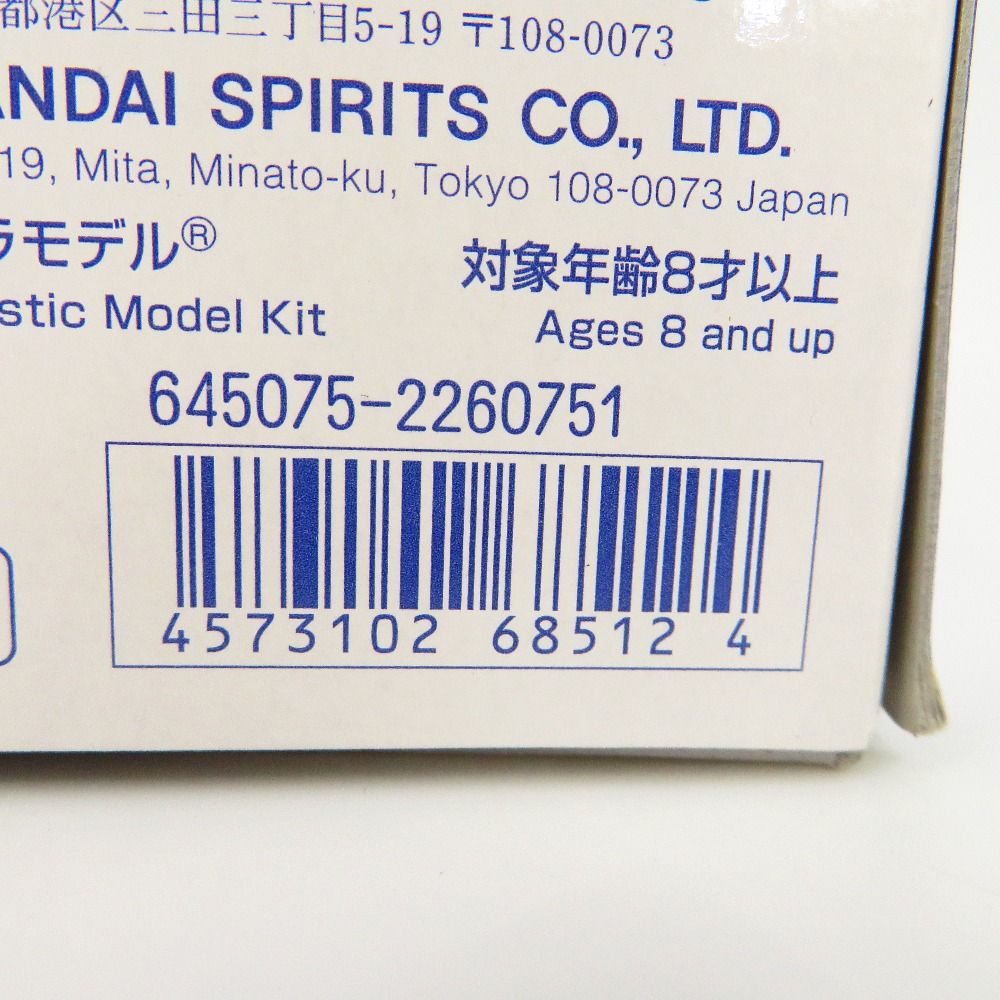 都港区三田三丁目5-19 〒108-0073
ANDAI SPIRITS CO., LTD.
19, Mita, Minato-ku, Tokyo 108-0073 Japan
ラモデル®
対象年齢8才以上
stic Model Kit
Ages 8 and up
645075-2260751
4573102 68512 4